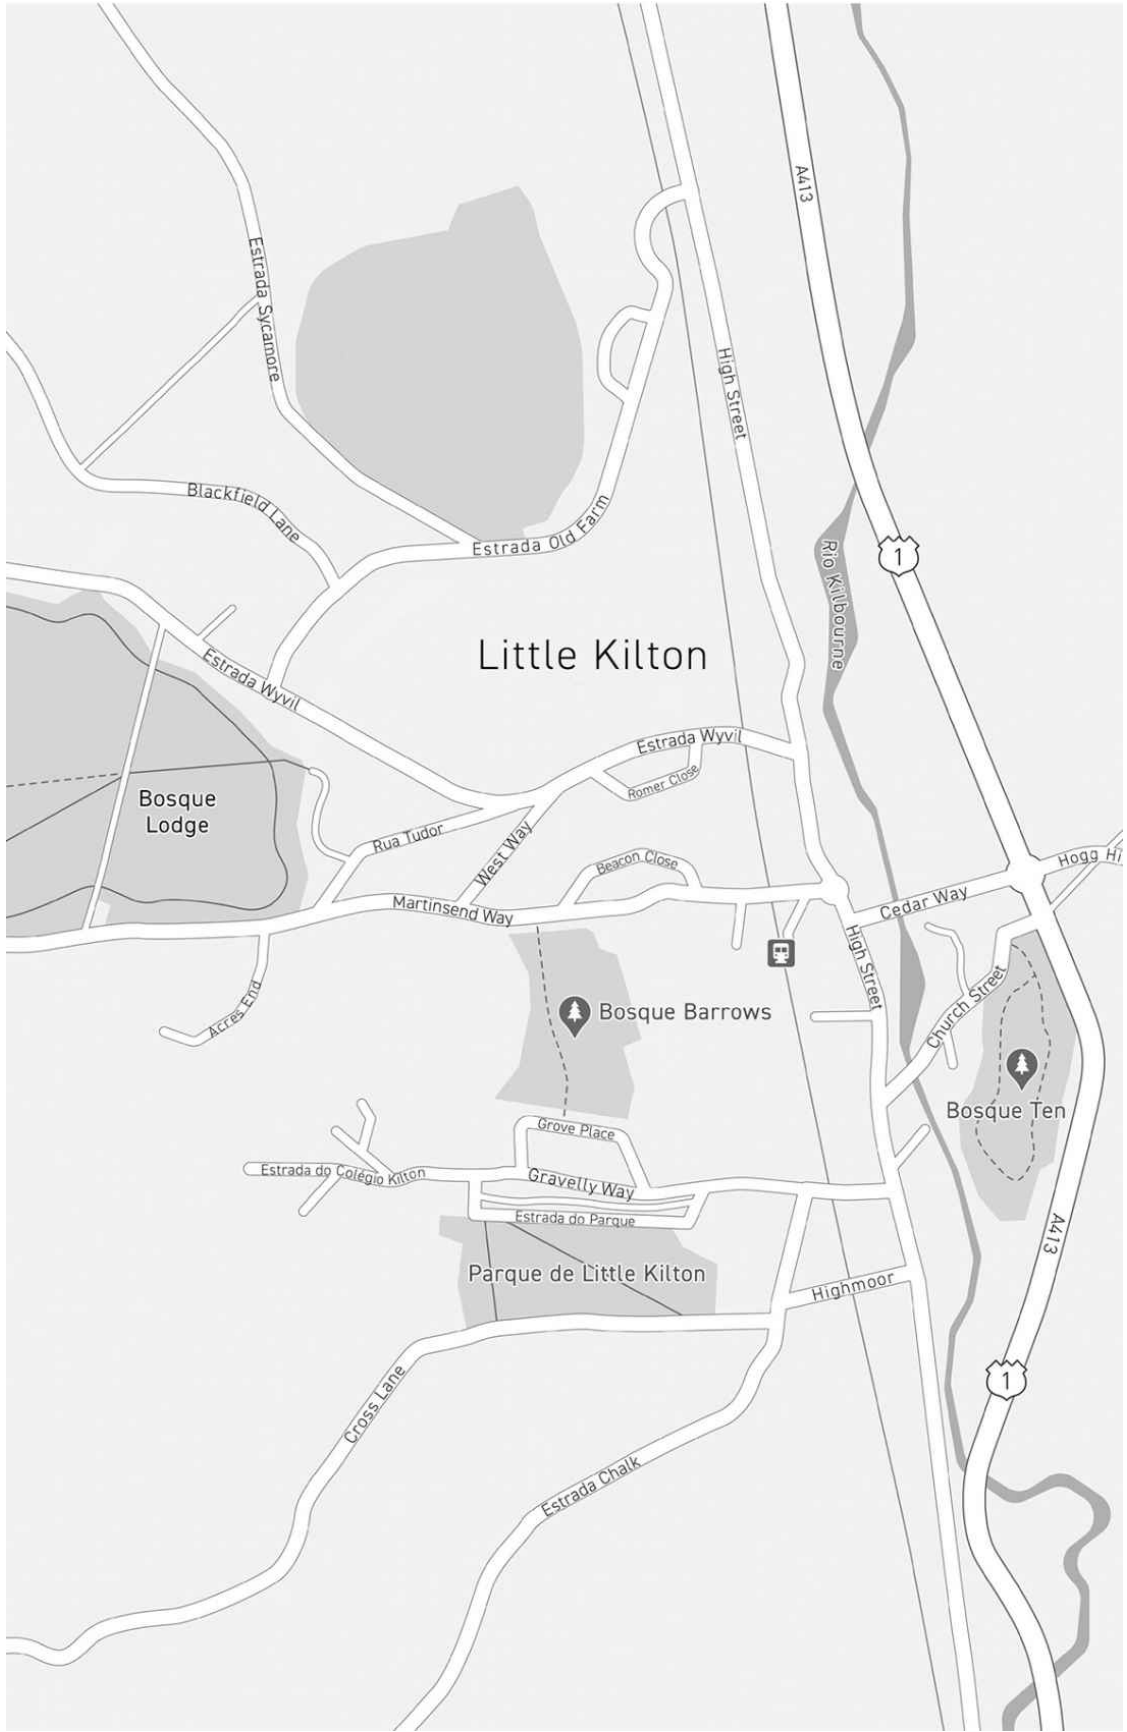 A413
Estrada Sycamore
High Street
Blackfield Lane
Estrada Old Farm
1
Rio Kilbourne
Little Kilton
Estrada Wyvil
Estrada Wyvil
Romer Close
Bosque
Lodge
Rua Tudor
West Way
Beacon Close
Hogg Hi
Cedar Way
Martinsend Way
High Street
Acres End
Church Street
Bosque Barrows
Bosque Ten
Grove Place
Estrada do Colégio Kilton
Gravelly Way
Estrada do Parque
A413
Parque de Little Kilton
Highmoor
1
Cross Lane
Estrada Chalk